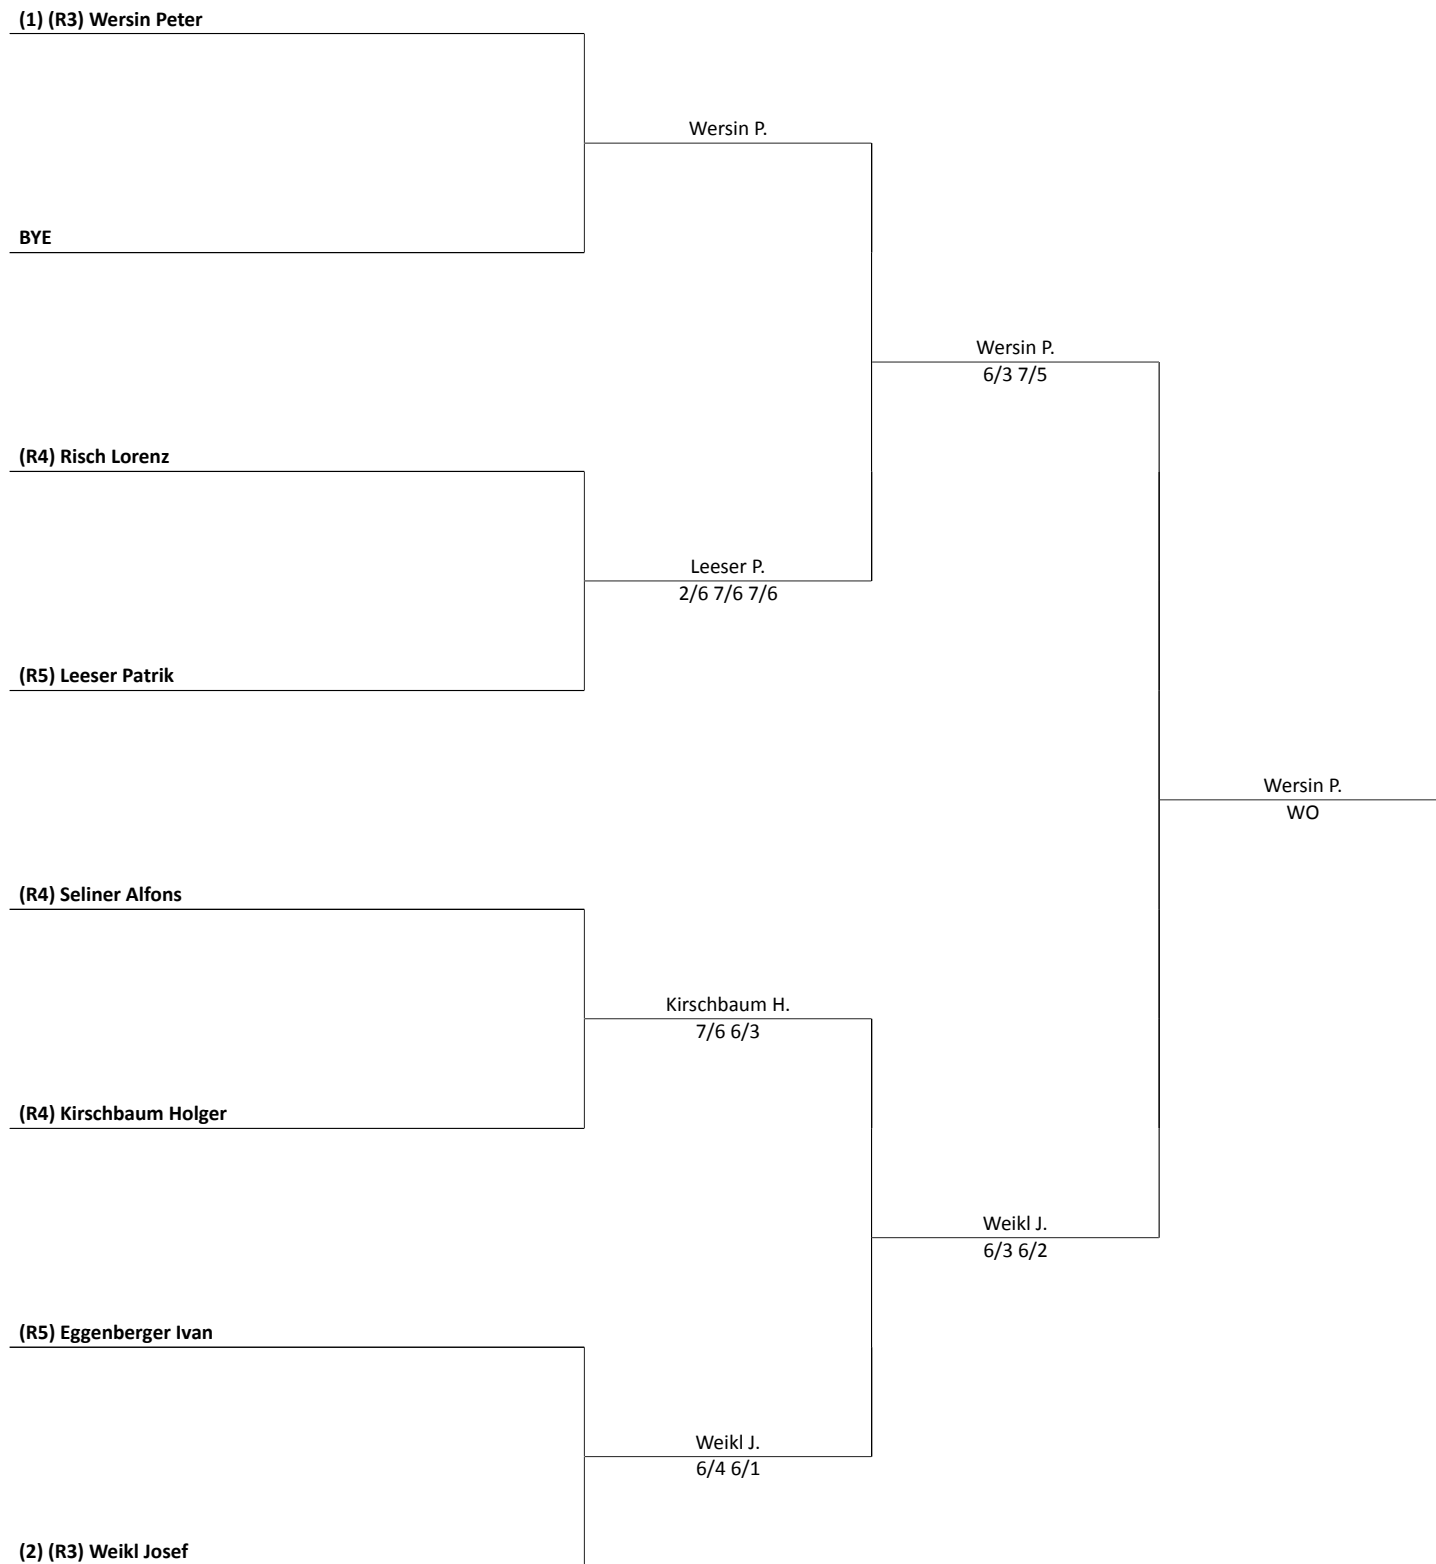 (1) (R3) Wersin Peter
Wersin P.
BYE
Wersin P.
6/3 7/5
(R4) Risch Lorenz
Leeser P.
2/6 7/6 7/6
(R5) Leeser Patrik
Wersin P.
WO
(R4) Seliner Alfons
Kirschbaum H.
7/6 6/3
(R4) Kirschbaum Holger
Weikl J.
6/3 6/2
(R5) Eggenberger Ivan
Weikl J.
6/4 6/1
(2) (R3) Weikl Josef